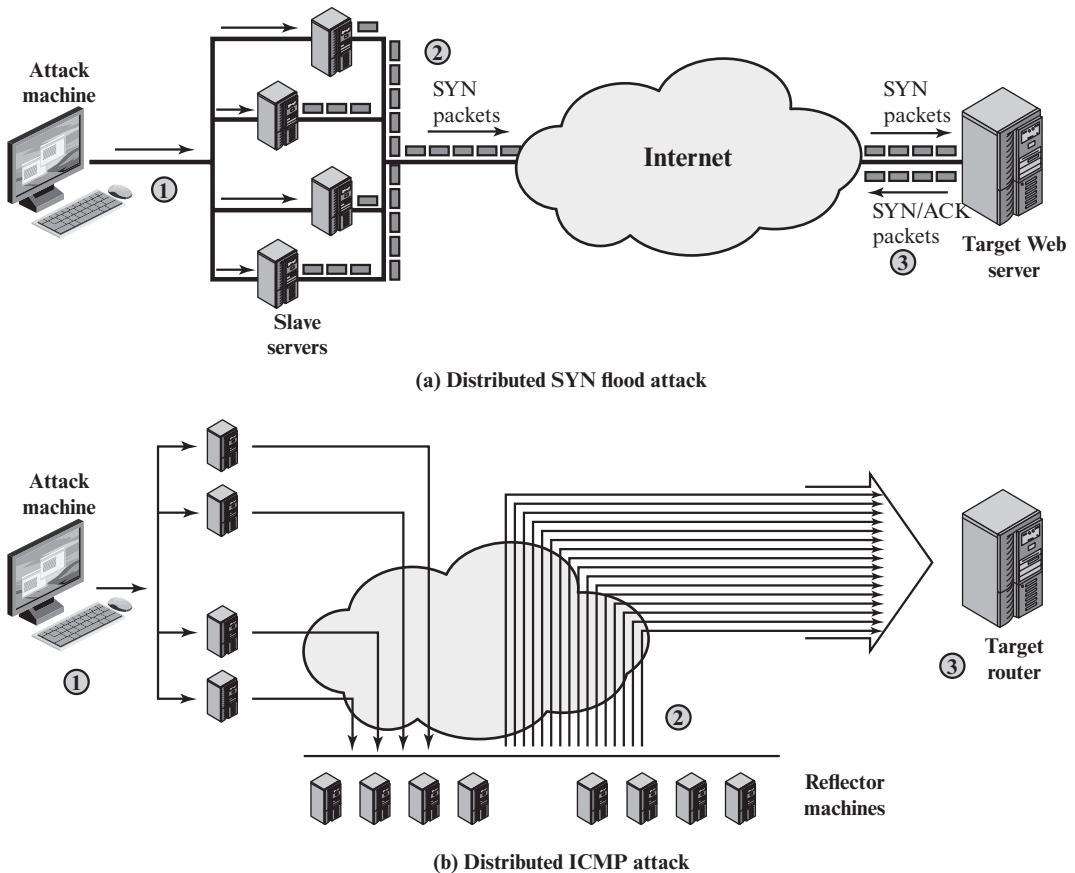 Attack
machine
1
2
SYN
packets
Internet
SYN
packets
SYN/ACK
packets
3
Target Web
server
Slave
servers
(a) Distributed SYN flood attack
Attack
machine
1
2
3
Target
router
Reflector
machines
(b) Distributed ICMP attack